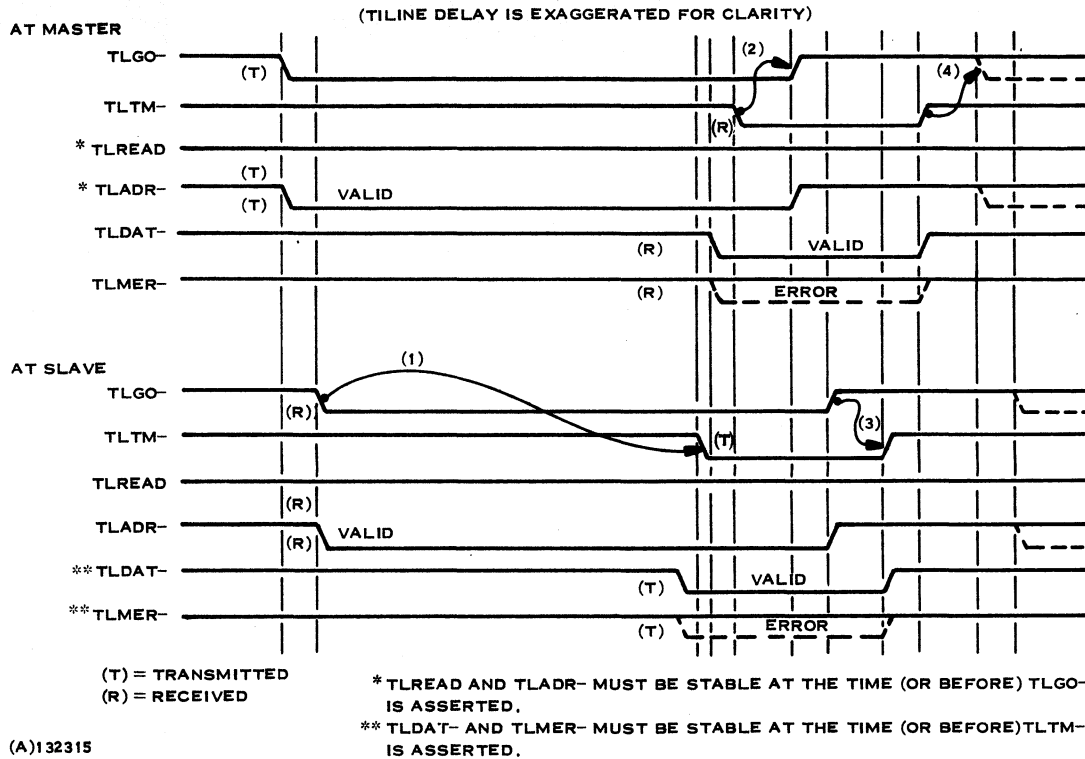 (TILINE DELAY IS EXAGGERATED FOR CLARITY)
AT MASTER
TLGO-
(T)
(2)
(4)
TLTM-
(R)
* TLREAD
(T)
* TLADR-
(T)
VALID
TLDAT-
(R)
VALID
TLMER-
(R)
ERROR
AT SLAVE
(1)
TLGO-
(R)
(3)
TLTM-
(T)
TLREAD
(R)
TLADR-
(R)
VALID
** TLDAT-
(T)
VALID
** TLMER-
(T)
ERROR
(T) = TRANSMITTED
(R) = RECEIVED
* TLREAD AND TLADR- MUST BE STABLE AT THE TIME (OR BEFORE) TLGO-
IS ASSERTED.
** TLDAT- AND TLMER- MUST BE STABLE AT THE TIME (OR BEFORE) TLTM-
IS ASSERTED.
(A)132315